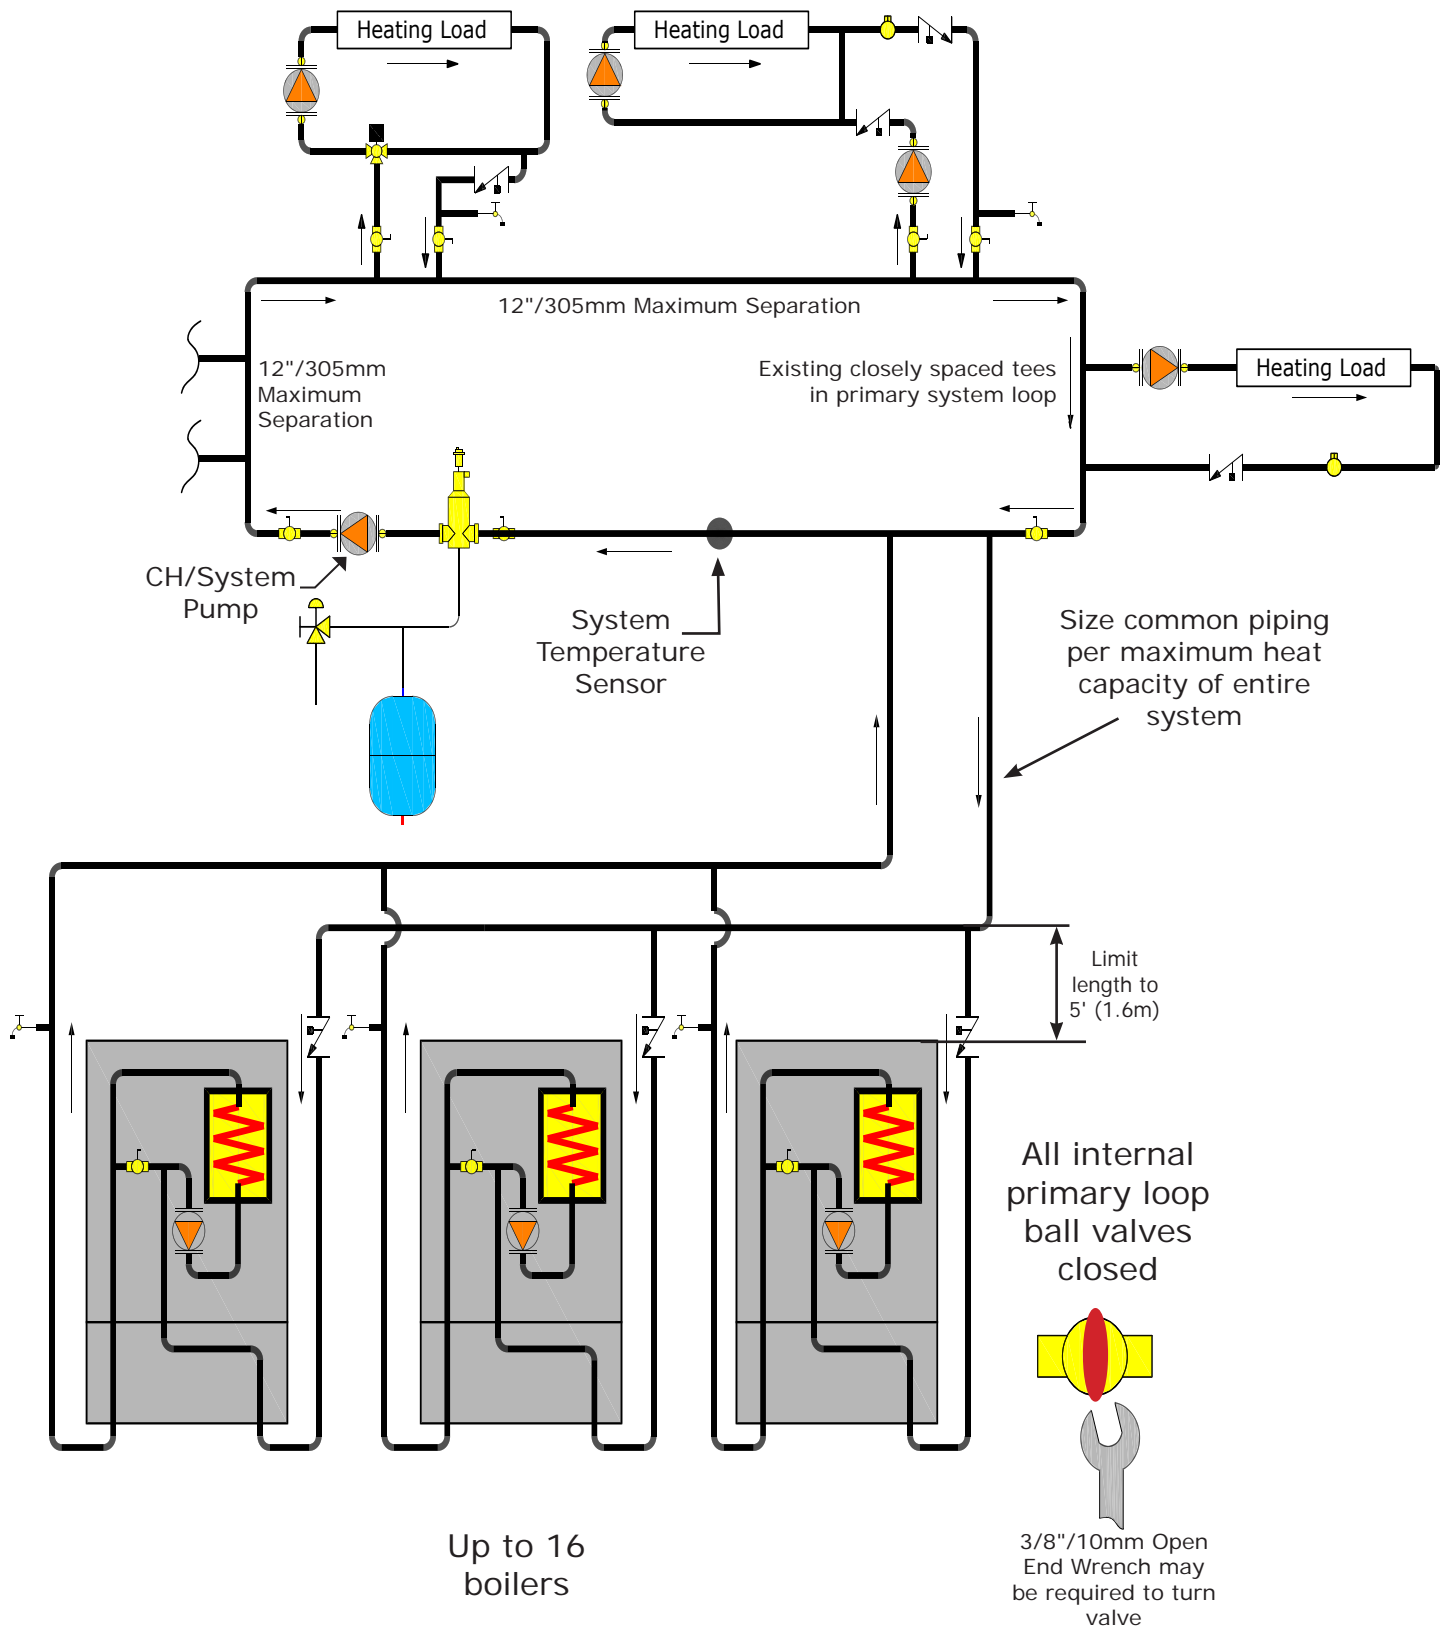 Heating Load
Heating Load
12"/305mm Maximum Separation
12"/305mm
Maximum
Separation
Existing closely spaced tees
in primary system loop
Heating Load
CH/System
Pump
System
Temperature
Sensor
Size common piping
per maximum heat
capacity of entire
system
Limit
length to
5' (1.6m)
All internal
primary loop
ball valves
closed
3/8"/10mm Open
End Wrench may
be required to turn
valve
Up to 16
boilers